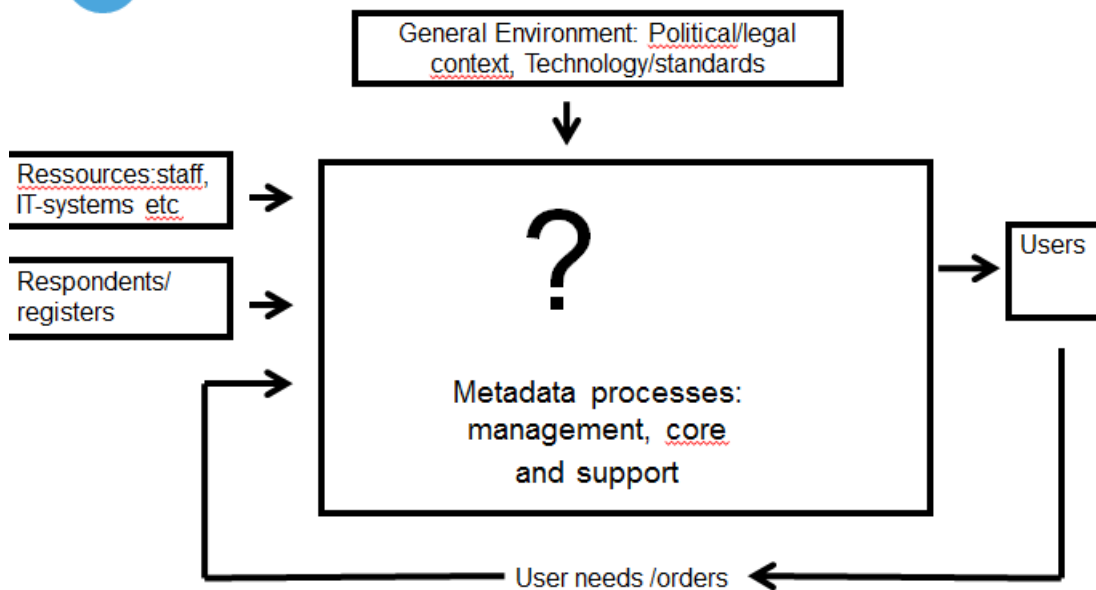 General Environment: Political/legal
context, Technology/standards
Ressources:staff,
IT-systems etc
Respondents/
registers
?
Metadata processes:
management, core
and support
Users
User needs /orders